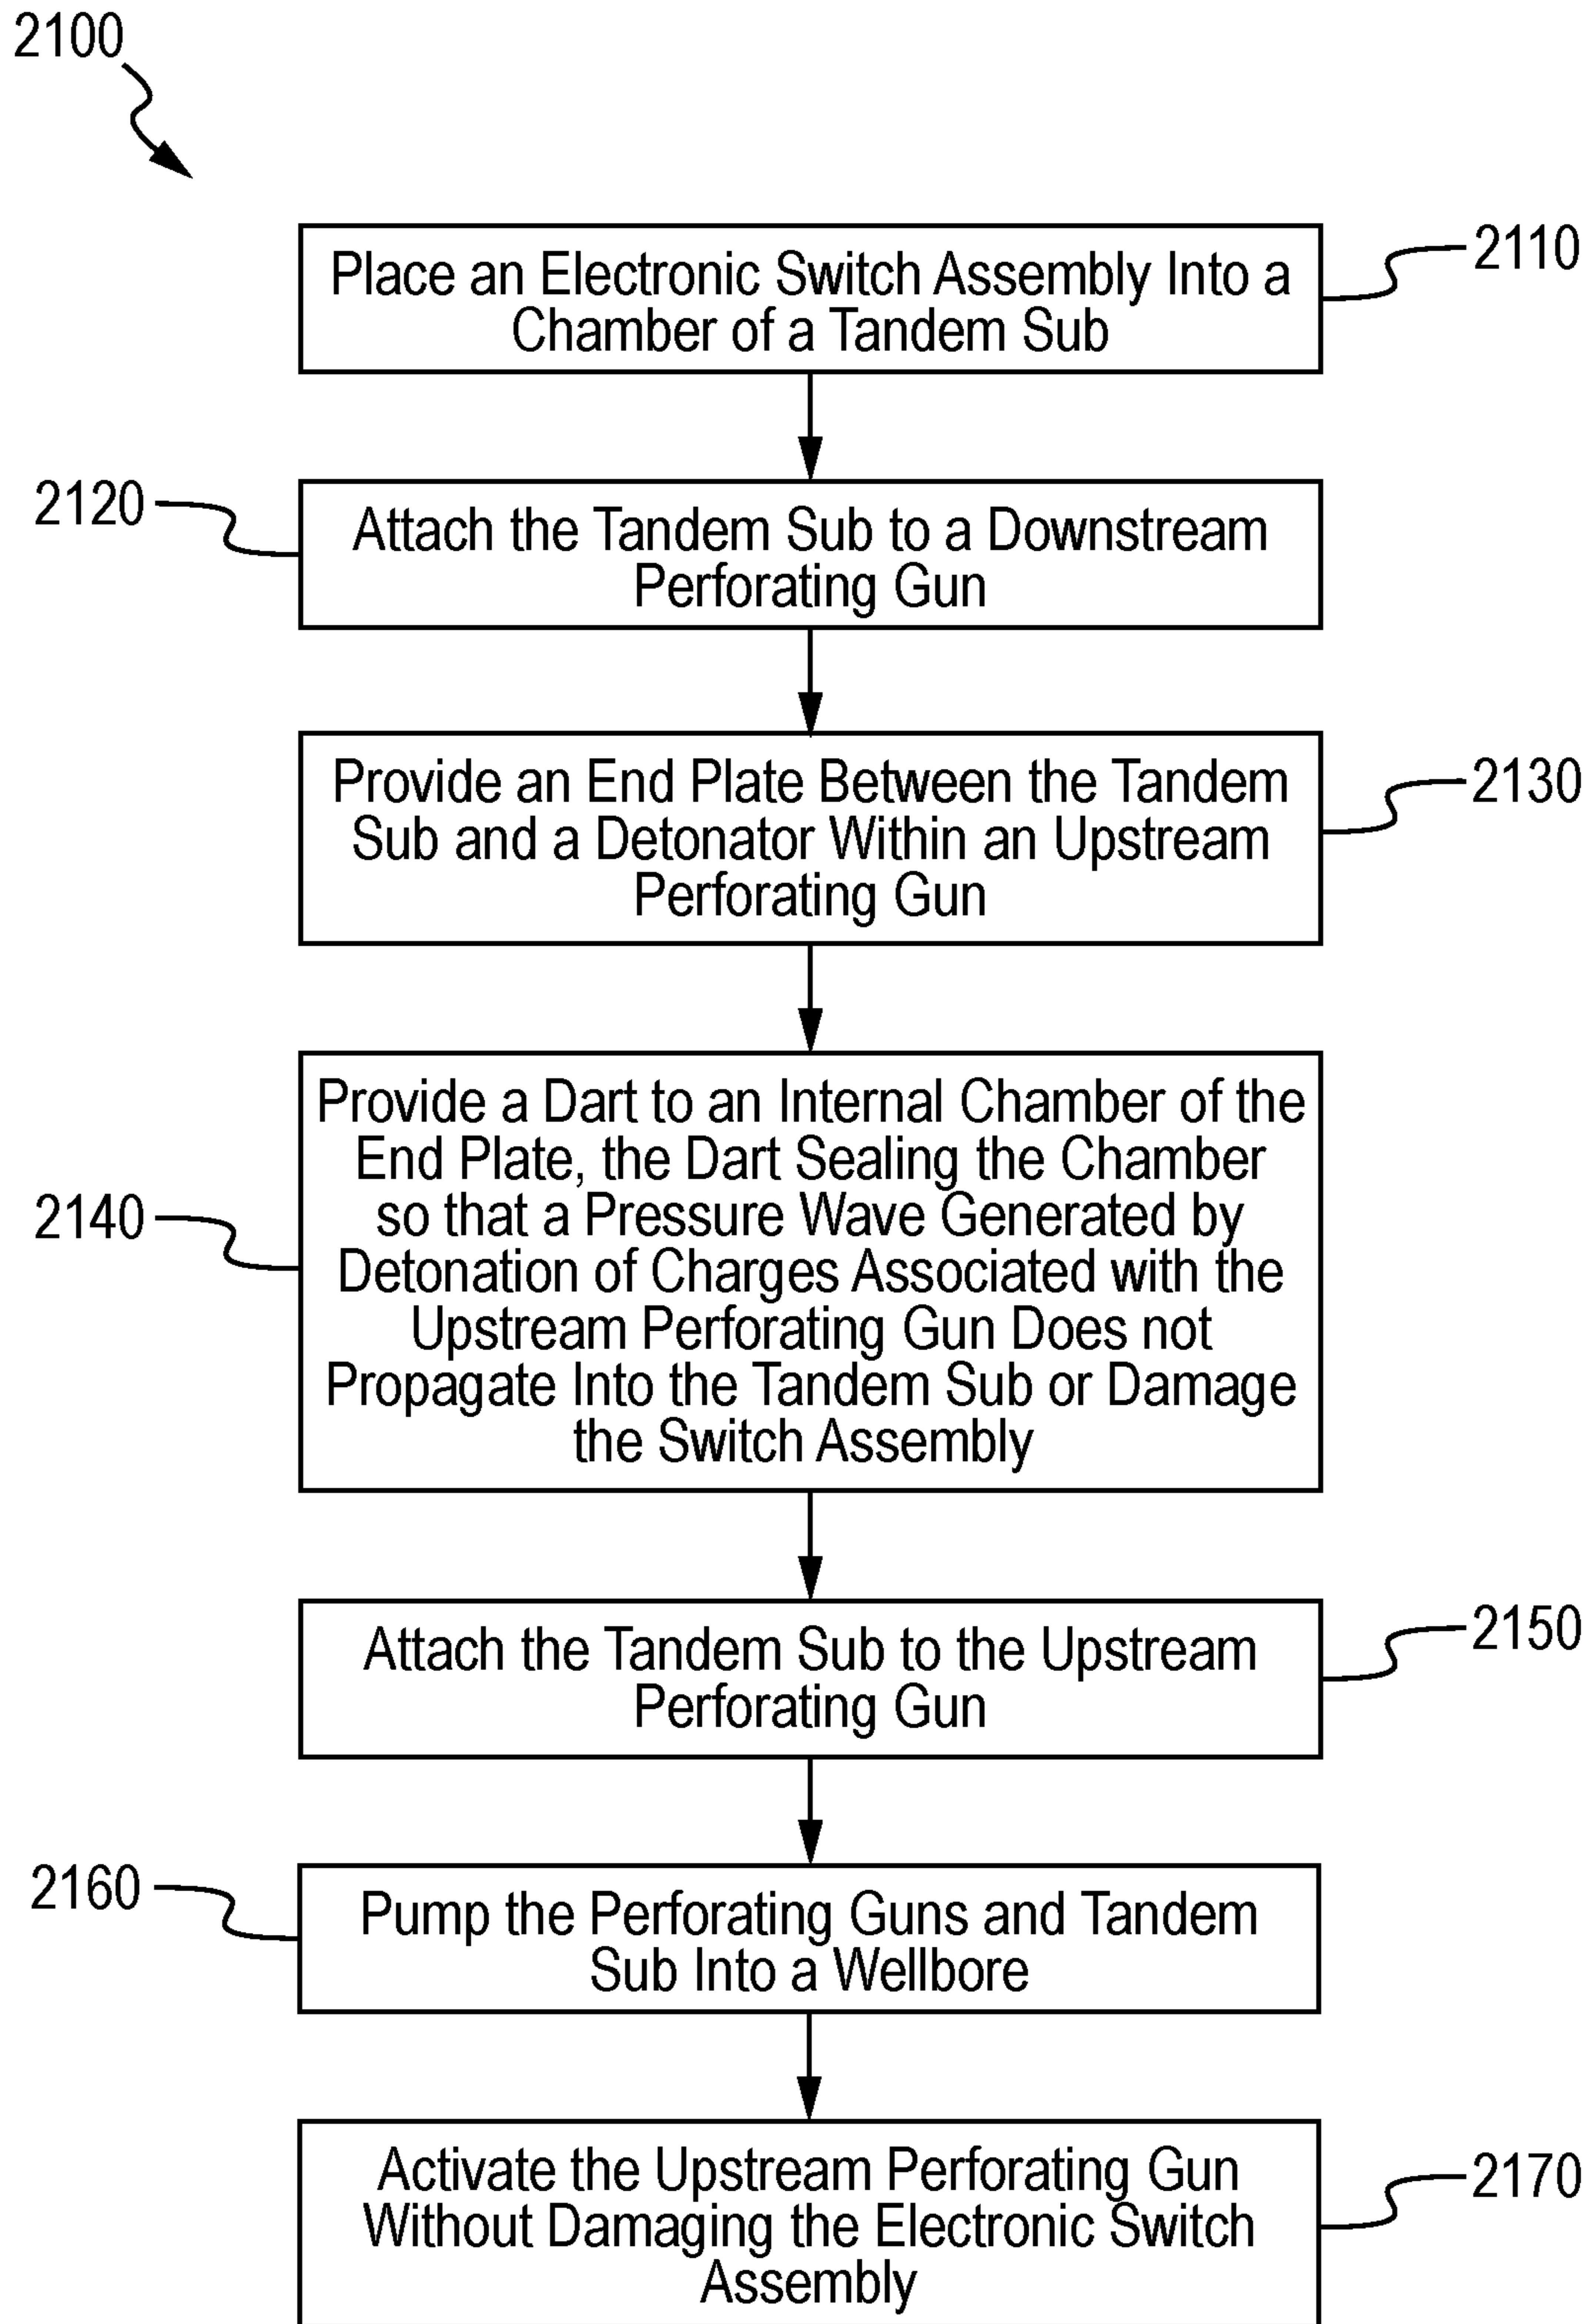 2100
Place an Electronic Switch Assembly Into a
Chamber of a Tandem Sub
2110
2120
Attach the Tandem Sub to a Downstream
Perforating Gun
Provide an End Plate Between the Tandem
Sub and a Detonator Within an Upstream
Perforating Gun
2130
Provide a Dart to an Internal Chamber of the
End Plate, the Dart Sealing the Chamber
so that a Pressure Wave Generated by
Detonation of Charges Associated with the
Upstream Perforating Gun Does not
Propagate Into the Tandem Sub or Damage
the Switch Assembly
2140
Attach the Tandem Sub to the Upstream
Perforating Gun
2150
2160
Pump the Perforating Guns and Tandem
Sub Into a Wellbore
Activate the Upstream Perforating Gun
Without Damaging the Electronic Switch
Assembly
2170